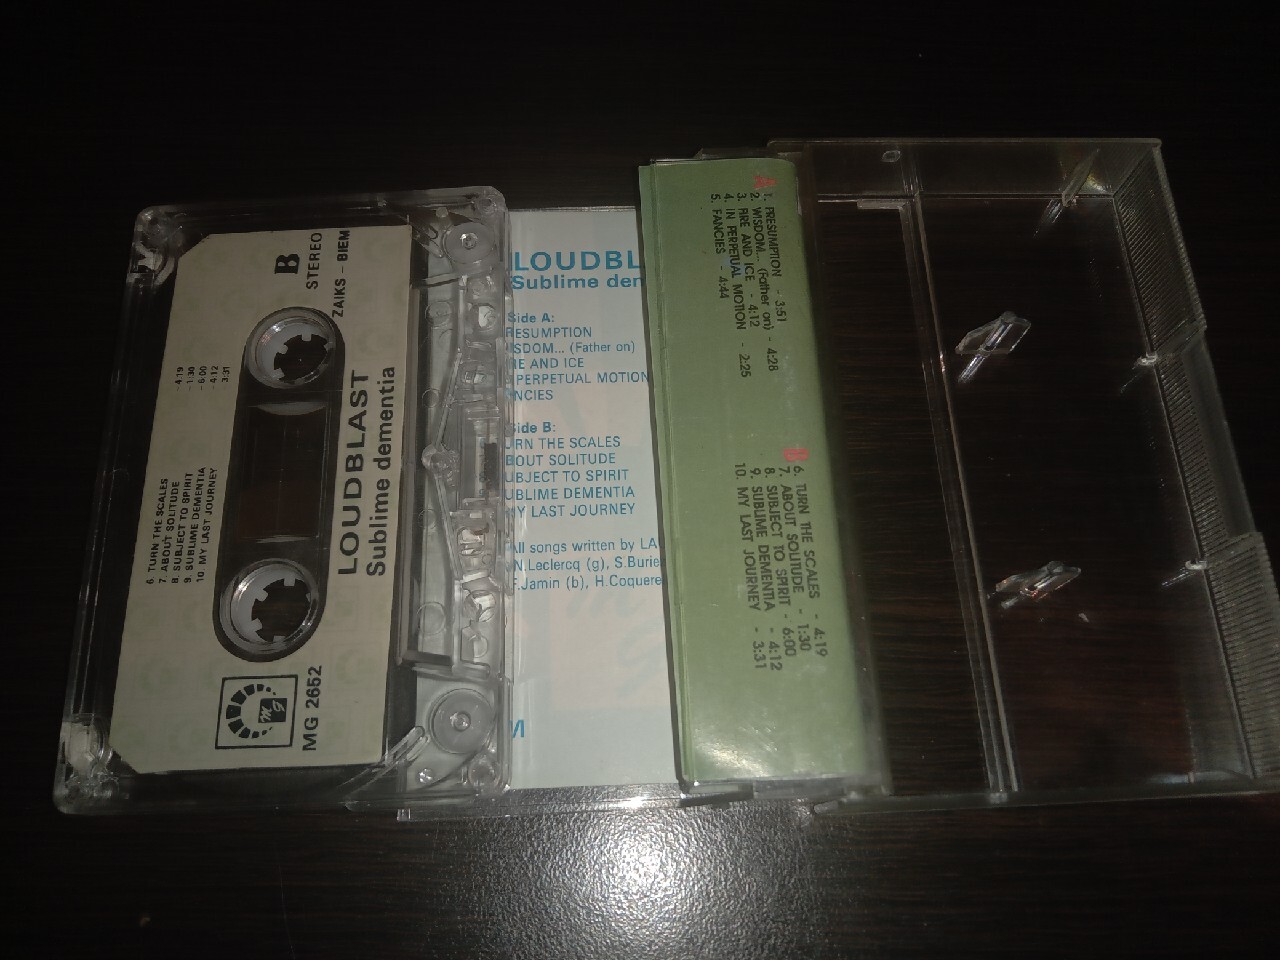 B
STEREO
ZAIKS – BIEM
LOUDBLAST
Sublime dementia
6. TURN THE SCALES - 4:19
7. ABOUT SOLITUDE - 1:30
8. SUBJECT TO SPIRIT - 6:00
9. SUBLIME DEMENTIA - 4:12
10. MY LAST JOURNEY 3:31
MG
MG 2652
LOUDBL
Sublime den
Side A:
RESUMPTION
ISDOM... (Father on)
RE AND ICE
PERPETUAL MOTION
NCIES
Side B:
URN THE SCALES
BOUT SOLITUDE
UBJECT TO SPIRIT
UBLIME DEMENTIA
MY LAST JOURNEY
All songs written by LA
N.Leclercq (g), S.Burie
F.Jamin (b), H.Coquere
M
A
1. PRESUMPTION - 3:51
2. WISDOM... (Father on) - 4:28
3. FIRE AND ICE - 4:12
4. IN PERPETUAL MOTION - 2:25
5. FANCIES - 4:44
B
6. TURN THE SCALES - 4:19
7. ABOUT SOLITUDE - 1:30
8. SUBJECT TO SPIRIT - 6:00
9. SUBLIME DEMENTIA - 4:12
10. MY LAST JOURNEY - 3:31